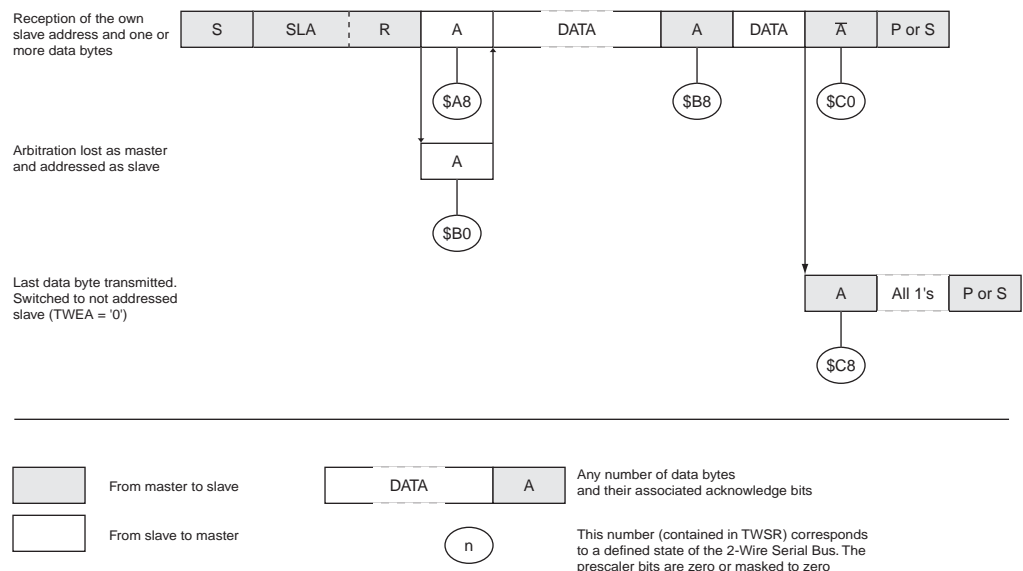 Reception of the own
slave address and one or
more data bytes
S SLA R A DATA A DATA A̅ P or S
$A8 $B8 $C0
Arbitration lost as master
and addressed as slave
A
$B0
Last data byte transmitted.
Switched to not addressed
slave (TWEA = '0')
A All 1's P or S
$C8
From master to slave
DATA A
Any number of data bytes
and their associated acknowledge bits
From slave to master
n
This number (contained in TWSR) corresponds
to a defined state of the 2-Wire Serial Bus. The
prescaler bits are zero or masked to zero